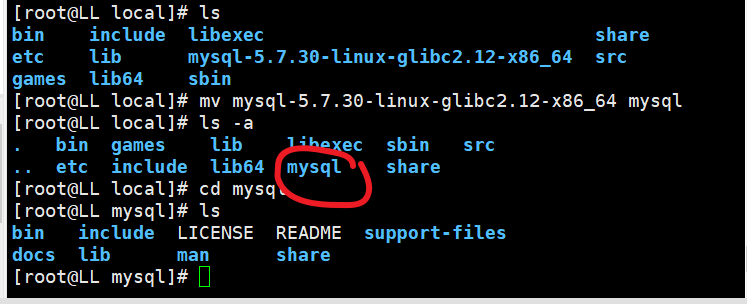 [root@LL local]# ls
bin    include  libexec                              share
etc    lib      mysql-5.7.30-linux-glibc2.12-x86_64  src
games  lib64    sbin
[root@LL local]# mv mysql-5.7.30-linux-glibc2.12-x86_64 mysql
[root@LL local]# ls -a
.   bin  games    lib    libexec  sbin   src
..  etc  include  lib64  mysql    share
[root@LL local]# cd mysql
[root@LL mysql]# ls
bin   include  LICENSE  README  support-files
docs  lib      man      share
[root@LL mysql]#